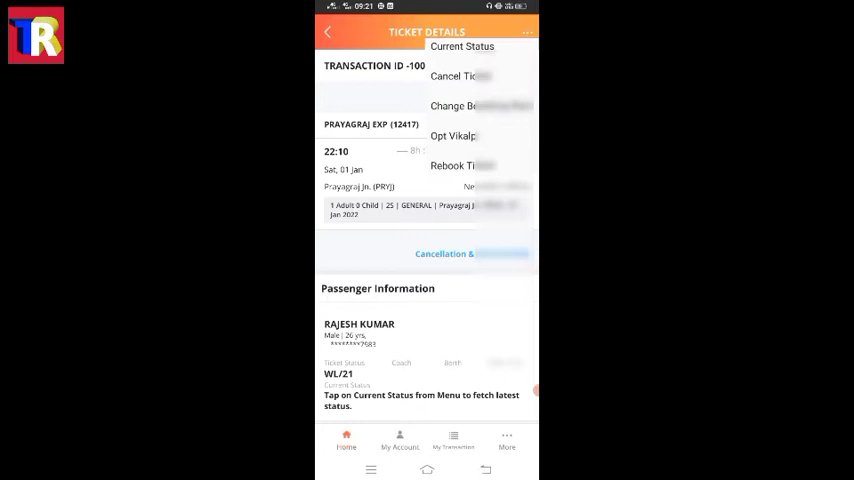 TR
09:21
TICKET DETAILS
Current Status
TRANSACTION ID -100
Cancel
Change
PRAYAGRAJ EXP (12417)
Opt Vikalp
22:10
8h
Rebook
Sat, 01 Jan
Prayagraj Jn. (PRYJ)
1 Adult 0 Child | 2S | GENERAL | Prayagraj
Jan 2022
Cancellation &
Passenger Information
RAJESH KUMAR
Male | 26 yrs,
********7983
Ticket Status Coach Berth
WL/21
Current Status
Tap on Current Status from Menu to fetch latest
status.
Home My Account My Transaction More